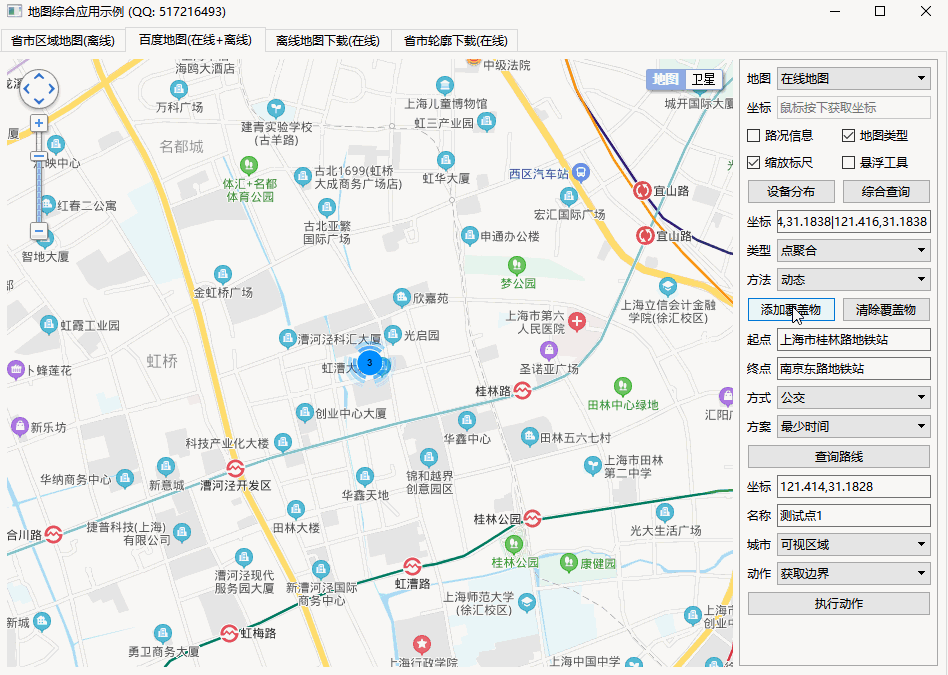 地图综合应用示例 (QQ: 517216493)
省市区域地图(离线)
百度地图(在线+离线)
离线地图下载(在线)
省市轮廓下载(在线)
海鸥大酒店
中级法院
地图
卫星
万科广场
上海儿童博物馆
城开国际大厦
建青实验学校
(古羊路)
虹三产业园
名都城
体汇+名都
体育公园
古北1699(虹桥
大成商务广场店)
虹华大厦
西区汽车站
宜山路
红春二公寓
古北亚繁
国际广场
宏汇国际广场
申通办公楼
宜山路
智地大厦
梦公园
金虹桥广场
欣嘉苑
上海立信会计金融
学院(徐汇校区)
虹霞工业园
上海市第六
人民医院
漕河泾科汇大厦
光启园
虹桥
3
卜蜂莲花
圣诺亚广场
桂林路
田林中心绿地
创业中心大厦
新乐坊
科技产业化大楼
华鑫中心
田林五六七村
华纳商务中心
新意城
漕河泾开发区
锦和越界
创意园区
上海市田林
第二中学
华鑫天地
合川路
捷普科技(上海)
有限公司
田林大楼
桂林公园
光大生活广场
桂林公园
康健园
漕河泾现代
服务园大厦
新漕河泾国际
商务中心
虹漕路
上海师范大学
(徐汇校区)
虹梅路
勇卫商务大厦
上海行政学院
上海中国中学
地图
在线地图
坐标
鼠标按下获取坐标
路况信息
地图类型
缩放标尺
悬浮工具
设备分布
综合查询
坐标
4,31.1838|121.416,31.1838
类型
点聚合
方法
动态
添加覆盖物
清除覆盖物
起点
上海市桂林路地铁站
终点
南京东路地铁站
方式
公交
方案
最少时间
查询路线
坐标
121.414,31.1828
名称
测试点1
城市
可视区域
动作
获取边界
执行动作